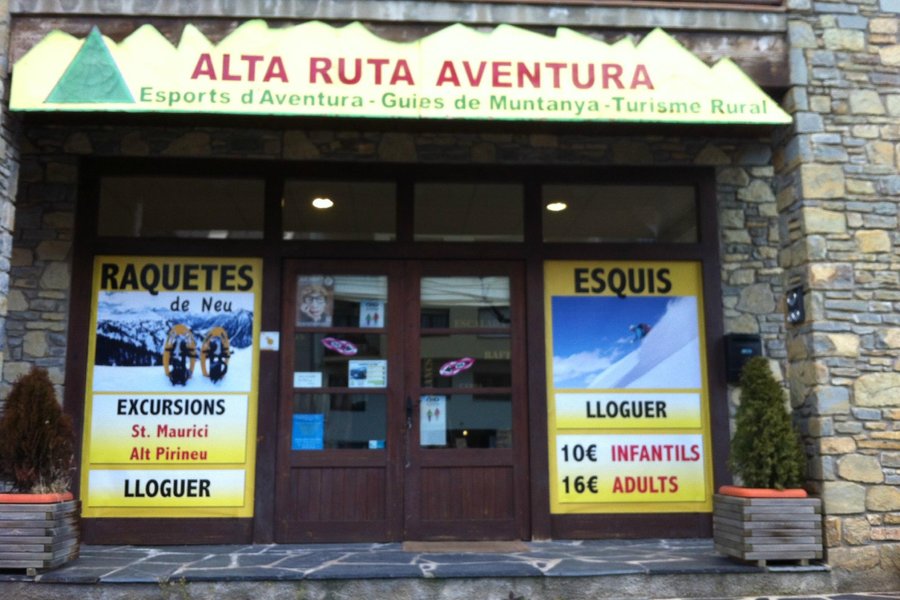 ALTA RUTA AVENTURA
Esports d'Aventura - Guies de Muntanya - Turisme Rural
RAQUETES
de Neu
EXCURSIONS
St. Maurici
Alt Pirineu
LLOGUER
ESQUIS
LLOGUER
10€ INFANTILS
16€ ADULTS